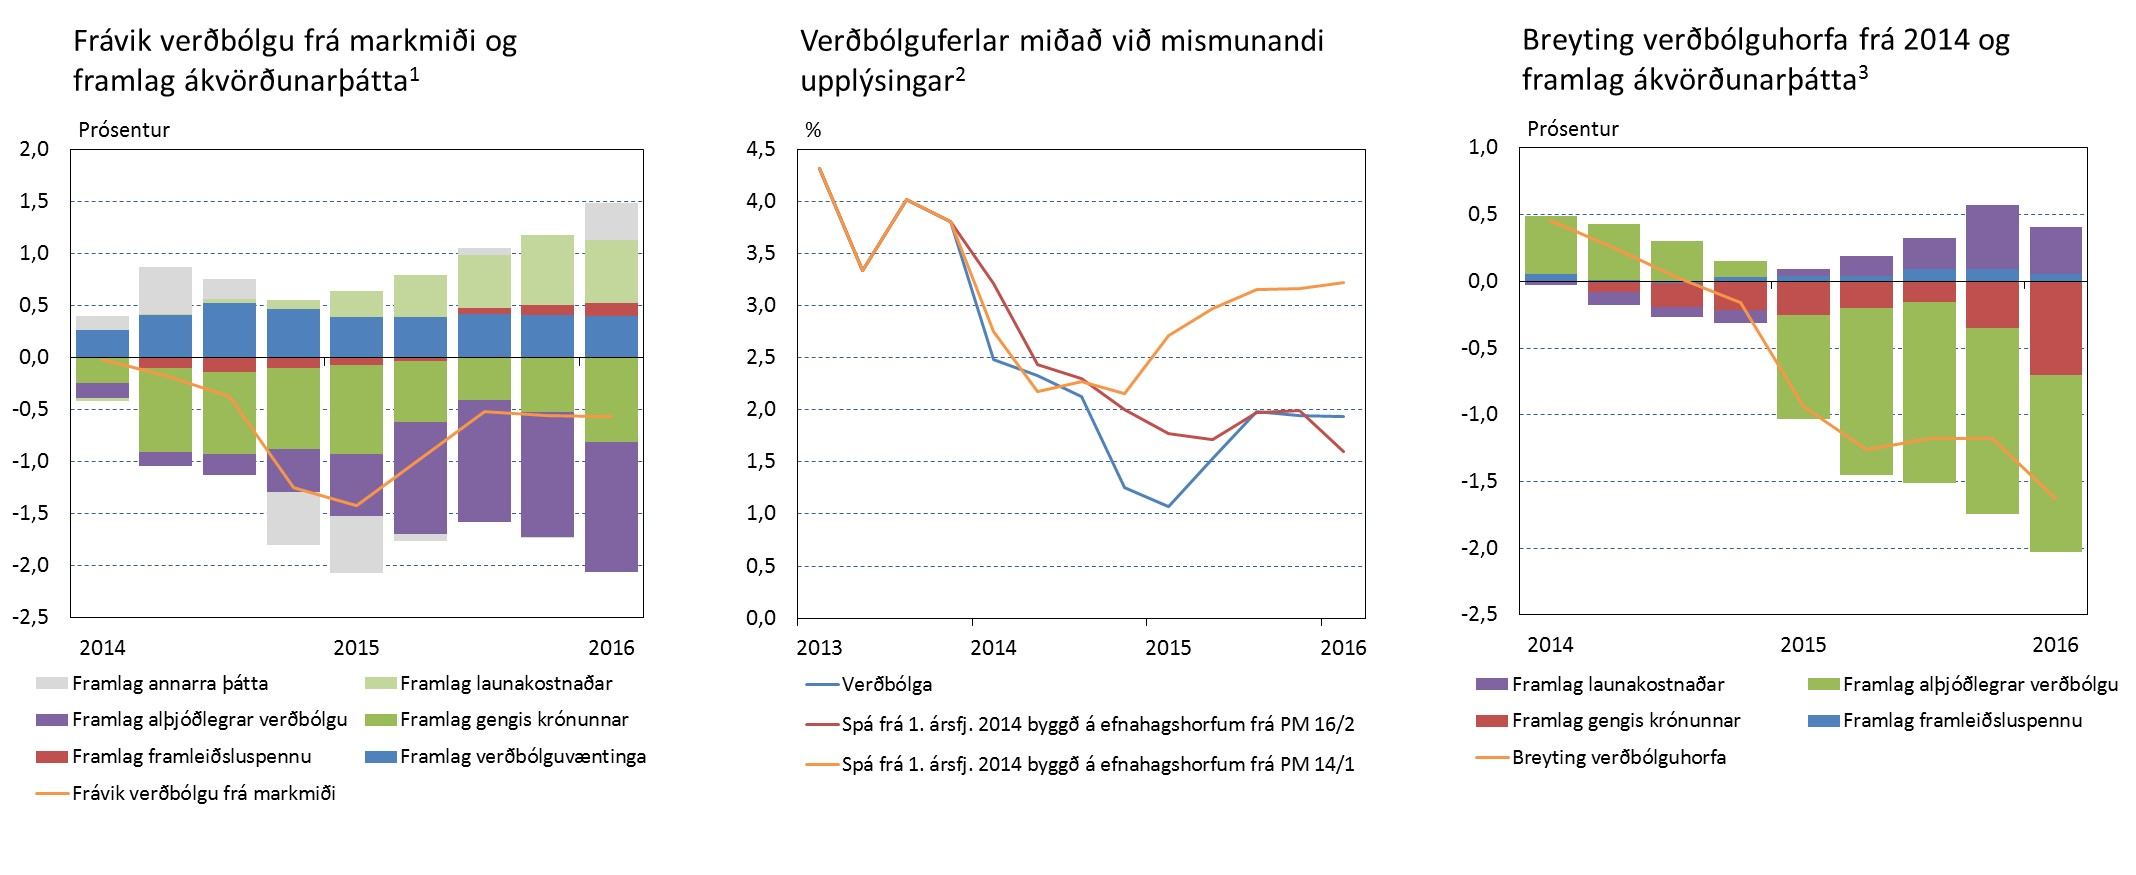 Frávik verðbólgu frá markmiði og
framlag ákvörðunarþátta¹
Prósentur
2,0
1,5
1,0
0,5
0,0
-0,5
-1,0
-1,5
-2,0
-2,5
2014 2015 2016
Framlag annarra þátta Framlag launakostnaðar
Framlag alþjóðlegrar verðbólgu Framlag gengis krónunnar
Framlag framleiðsluspennu Framlag verðbólguvæntinga
Frávik verðbólgu frá markmiði
Verðbólguferlar miðað við mismunandi
upplýsingar²
%
4,5
4,0
3,5
3,0
2,5
2,0
1,5
1,0
0,5
0,0
2013 2014 2015 2016
Verðbólga
Spá frá 1. ársfj. 2014 byggð á efnahagshorfum frá PM 16/2
Spá frá 1. ársfj. 2014 byggð á efnahagshorfum frá PM 14/1
Breyting verðbólguhorfa frá 2014 og
framlag ákvörðunarþátta³
Prósentur
1,0
0,5
0,0
-0,5
-1,0
-1,5
-2,0
-2,5
2014 2015 2016
Framlag launakostnaðar Framlag alþjóðlegrar verðbólgu
Framlag gengis krónunnar Framlag framleiðsluspennu
Breyting verðbólguhorfa